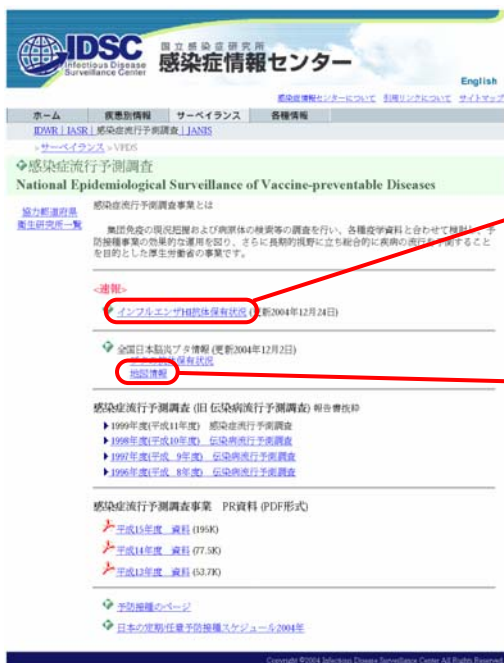 IDSC
Infectious Disease
Surveillance Center
国立感染症研究所
感染症情報センター
English
感染症情報センターについて 引用リンクについて サイトマップ
ホーム 疾患別情報 サーベイランス 各種情報
IDWR | IASR | 感染症流行予測調査 | JANIS
> サーベイランス > VPDS
感染症流行予測調査
National Epidemiological Surveillance of Vaccine-preventable Diseases
協力都道府県
衛生研究所一覧
感染症流行予測調査事業とは
集団免疫の現況把握および病原体の検索等の調査を行い、各種疫学資料と合わせて検討し、予
防接種事業の効果的な運用を図り、さらに長期的視野に立ち総合的に疾病の流行を予測すること
を目的とした厚生労働省の事業です。
<速報>
インフルエンザHI抗体保有状況 (更新2004年12月24日)
全国日本脳炎ブタ情報 (更新2004年12月2日)
ブタの抗体保有状況
地図情報
感染症流行予測調査 (旧 伝染病流行予測調査) 報告書抜粋
1999年度(平成11年度) 感染症流行予測調査
1998年度(平成10年度) 伝染病流行予測調査
1997年度(平成 9年度) 伝染病流行予測調査
1996年度(平成 8年度) 伝染病流行予測調査
感染症流行予測調査事業 PR資料 (PDF形式)
平成15年度 資料 (195K)
平成14年度 資料 (77.5K)
平成12年度 資料 (53.7K)
予防接種のページ
日本の定期/任意予防接種スケジュール2004年
Copyright ©2004 Infectious Disease Surveillance Center All Rights Reserved